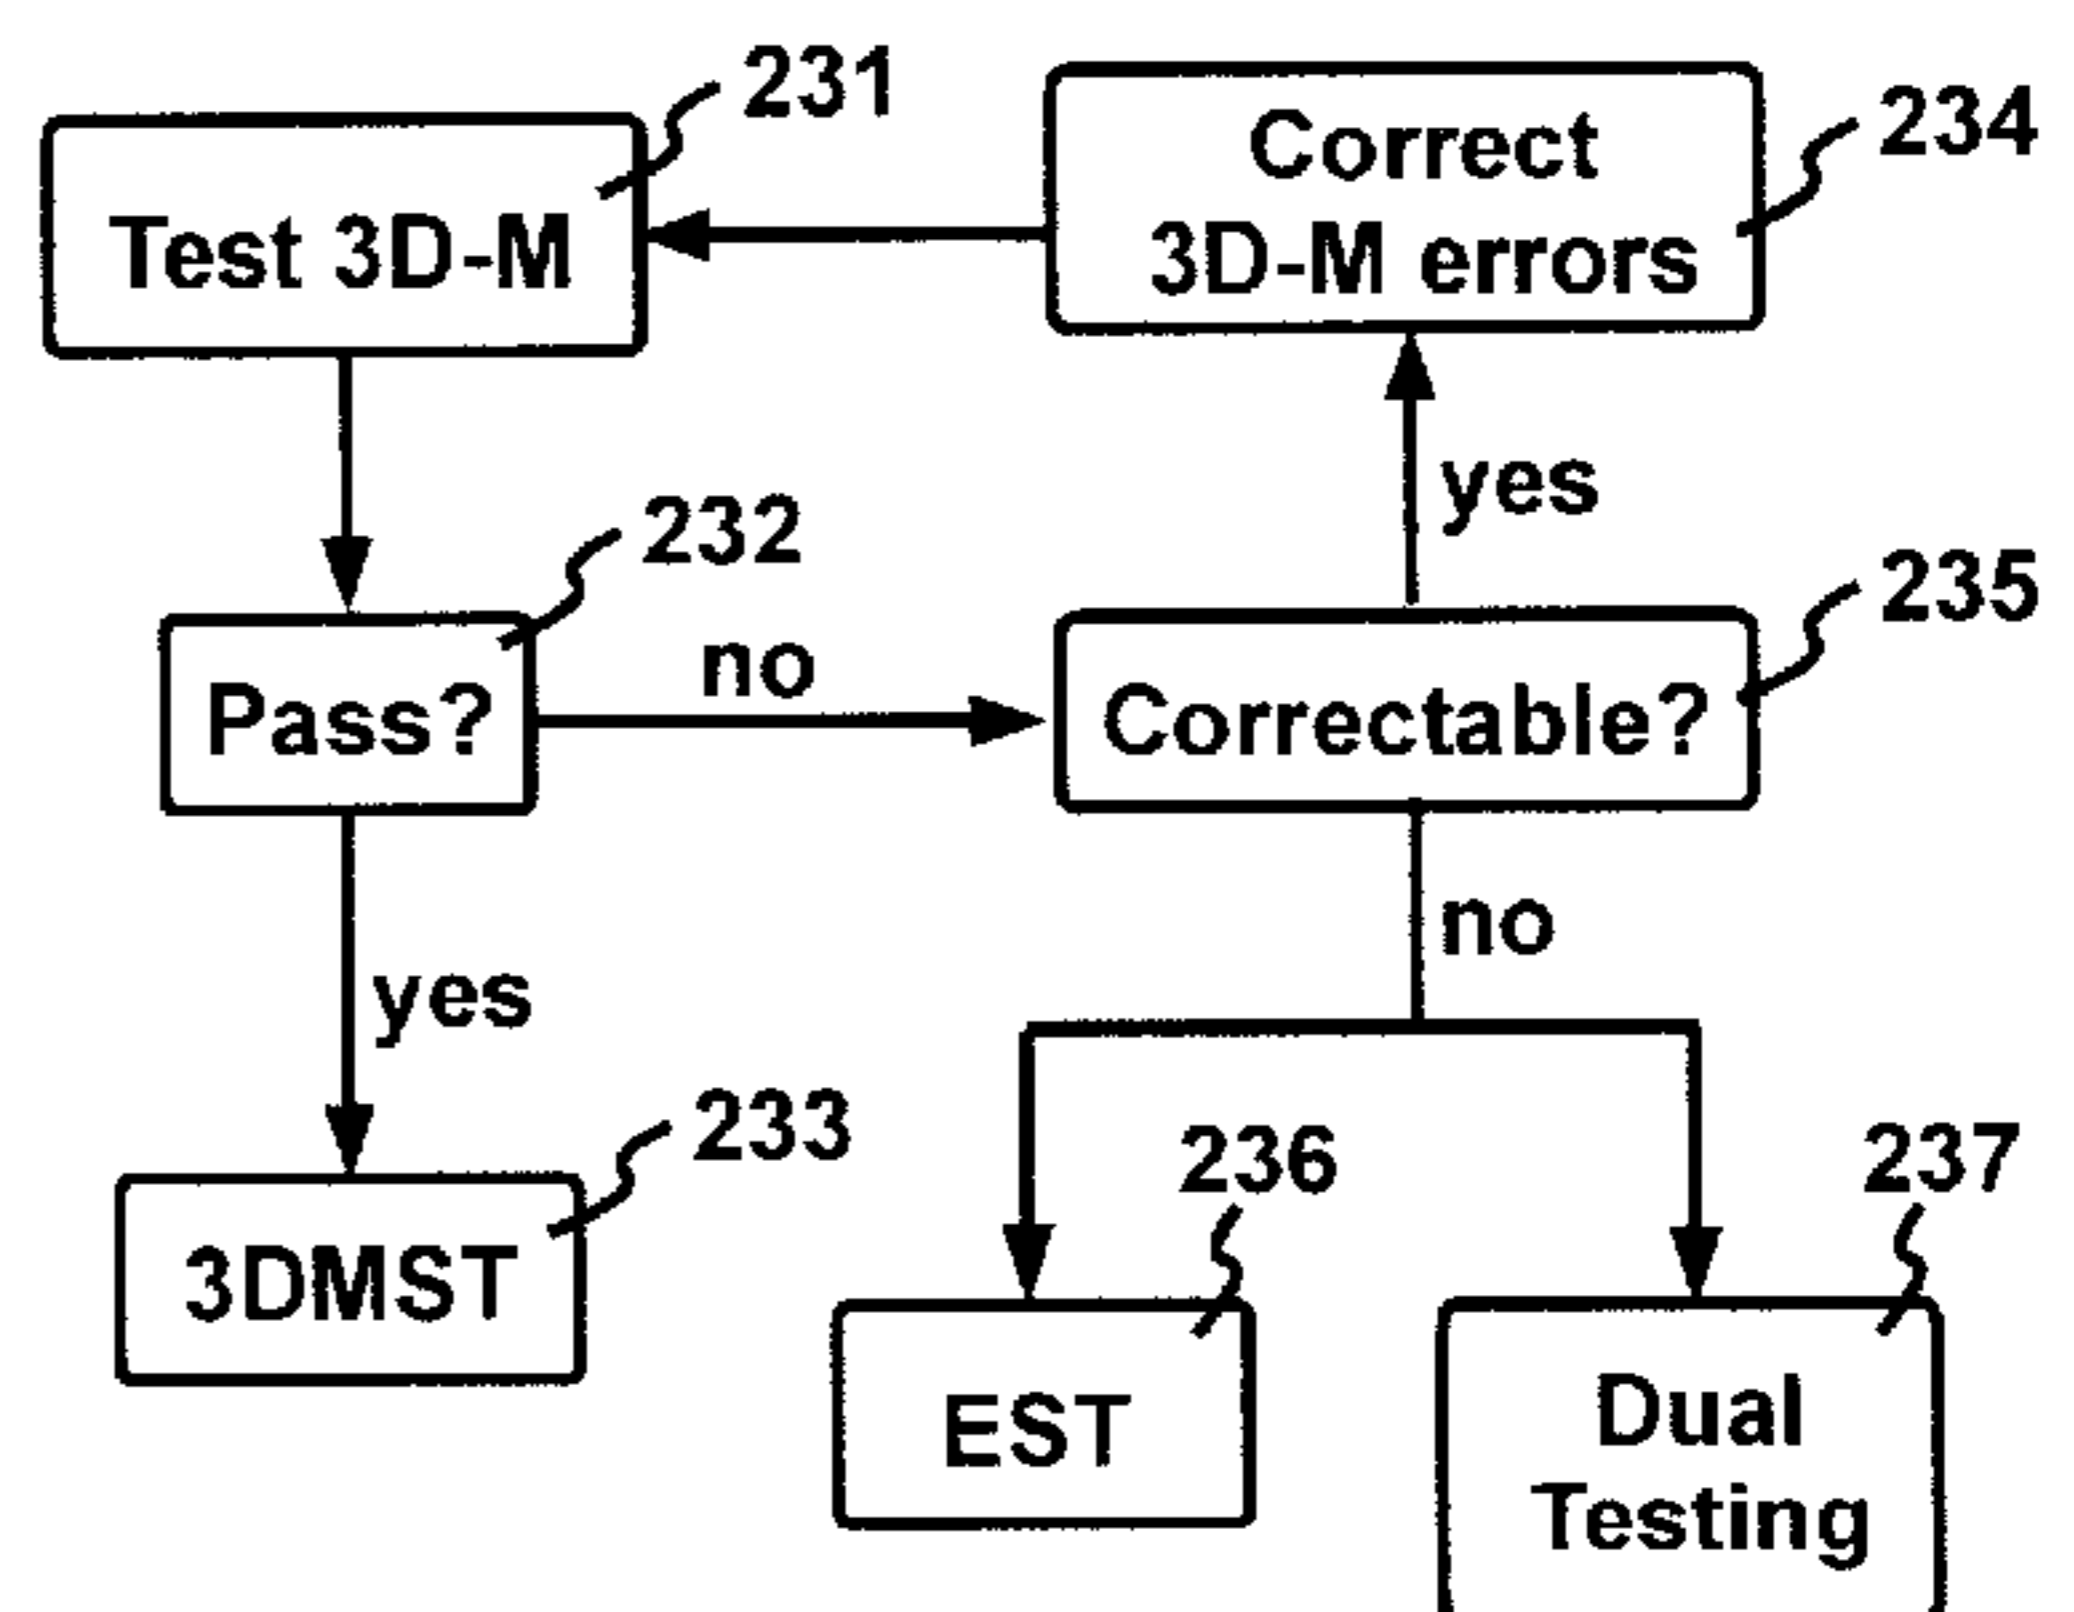 231
Test 3D-M
Correct
3D-M errors
234
yes
232
Pass?
no
235
Correctable?
yes
no
233
3DMST
236
EST
237
Dual
Testing